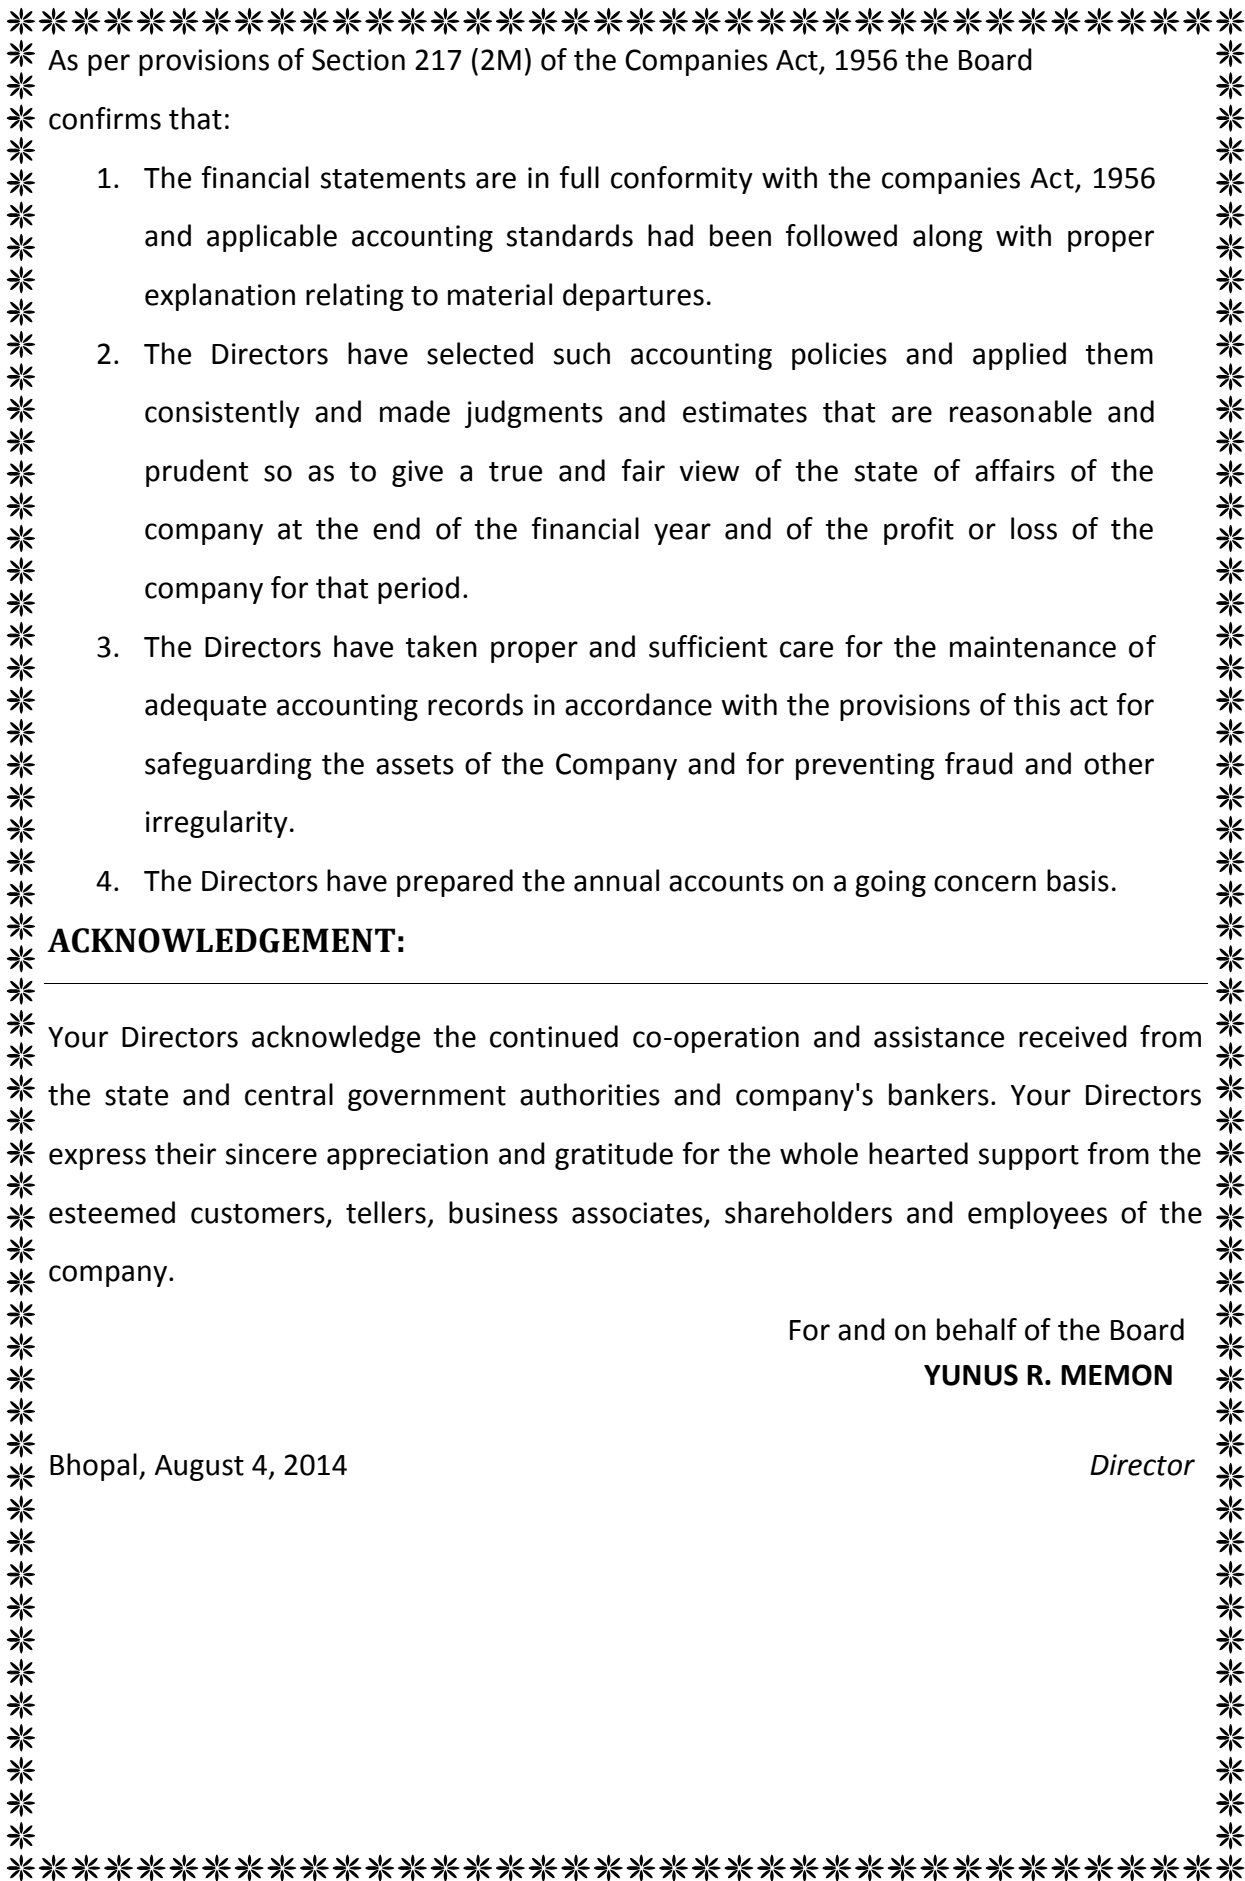 As per provisions of Section 217 (2M) of the Companies Act, 1956 the Board
confirms that:
1. The financial statements are in full conformity with the companies Act, 1956
and applicable accounting standards had been followed along with proper
explanation relating to material departures.
2. The Directors have selected such accounting policies and applied them
consistently and made judgments and estimates that are reasonable and
prudent so as to give a true and fair view of the state of affairs of the
company at the end of the financial year and of the profit or loss of the
company for that period.
3. The Directors have taken proper and sufficient care for the maintenance of
adequate accounting records in accordance with the provisions of this act for
safeguarding the assets of the Company and for preventing fraud and other
irregularity.
4. The Directors have prepared the annual accounts on a going concern basis.
ACKNOWLEDGEMENT:
Your Directors acknowledge the continued co-operation and assistance received from
the state and central government authorities and company's bankers. Your Directors
express their sincere appreciation and gratitude for the whole hearted support from the
esteemed customers, tellers, business associates, shareholders and employees of the
company.
For and on behalf of the Board
YUNUS R. MEMON
Bhopal, August 4, 2014 Director